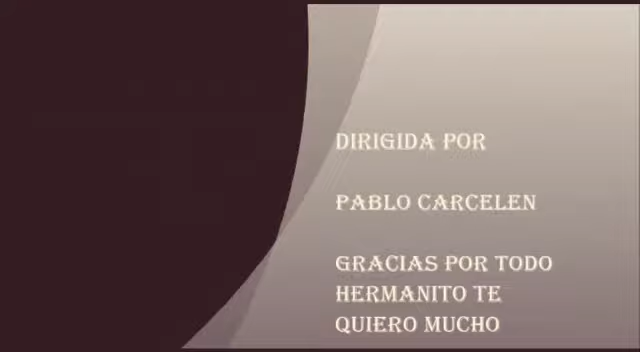 DIRIGIDA POR
PABLO CARCELEN
GRACIAS POR TODO
HERMANITO TE
QUIERO MUCHO